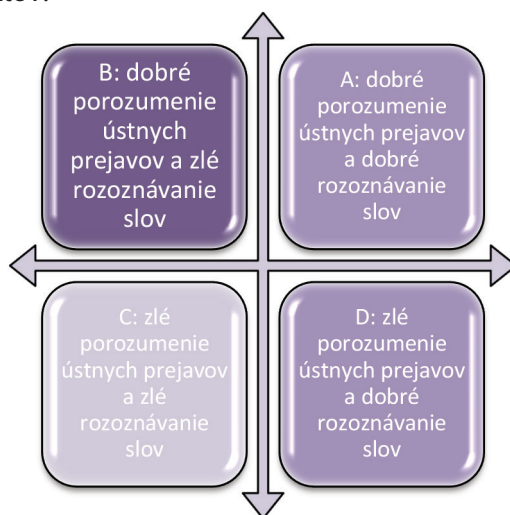 B: dobré
porozumenie
ústnych
prejavov a zlé
rozoznávanie
slov
A: dobré
porozumenie
ústnych prejavov
a dobré
rozoznávanie
slov
C: zlé
porozumenie
ústnych prejavov
a zlé
rozoznávanie
slov
D: zlé
porozumenie
ústnych prejavov
a dobré
rozoznávanie
slov